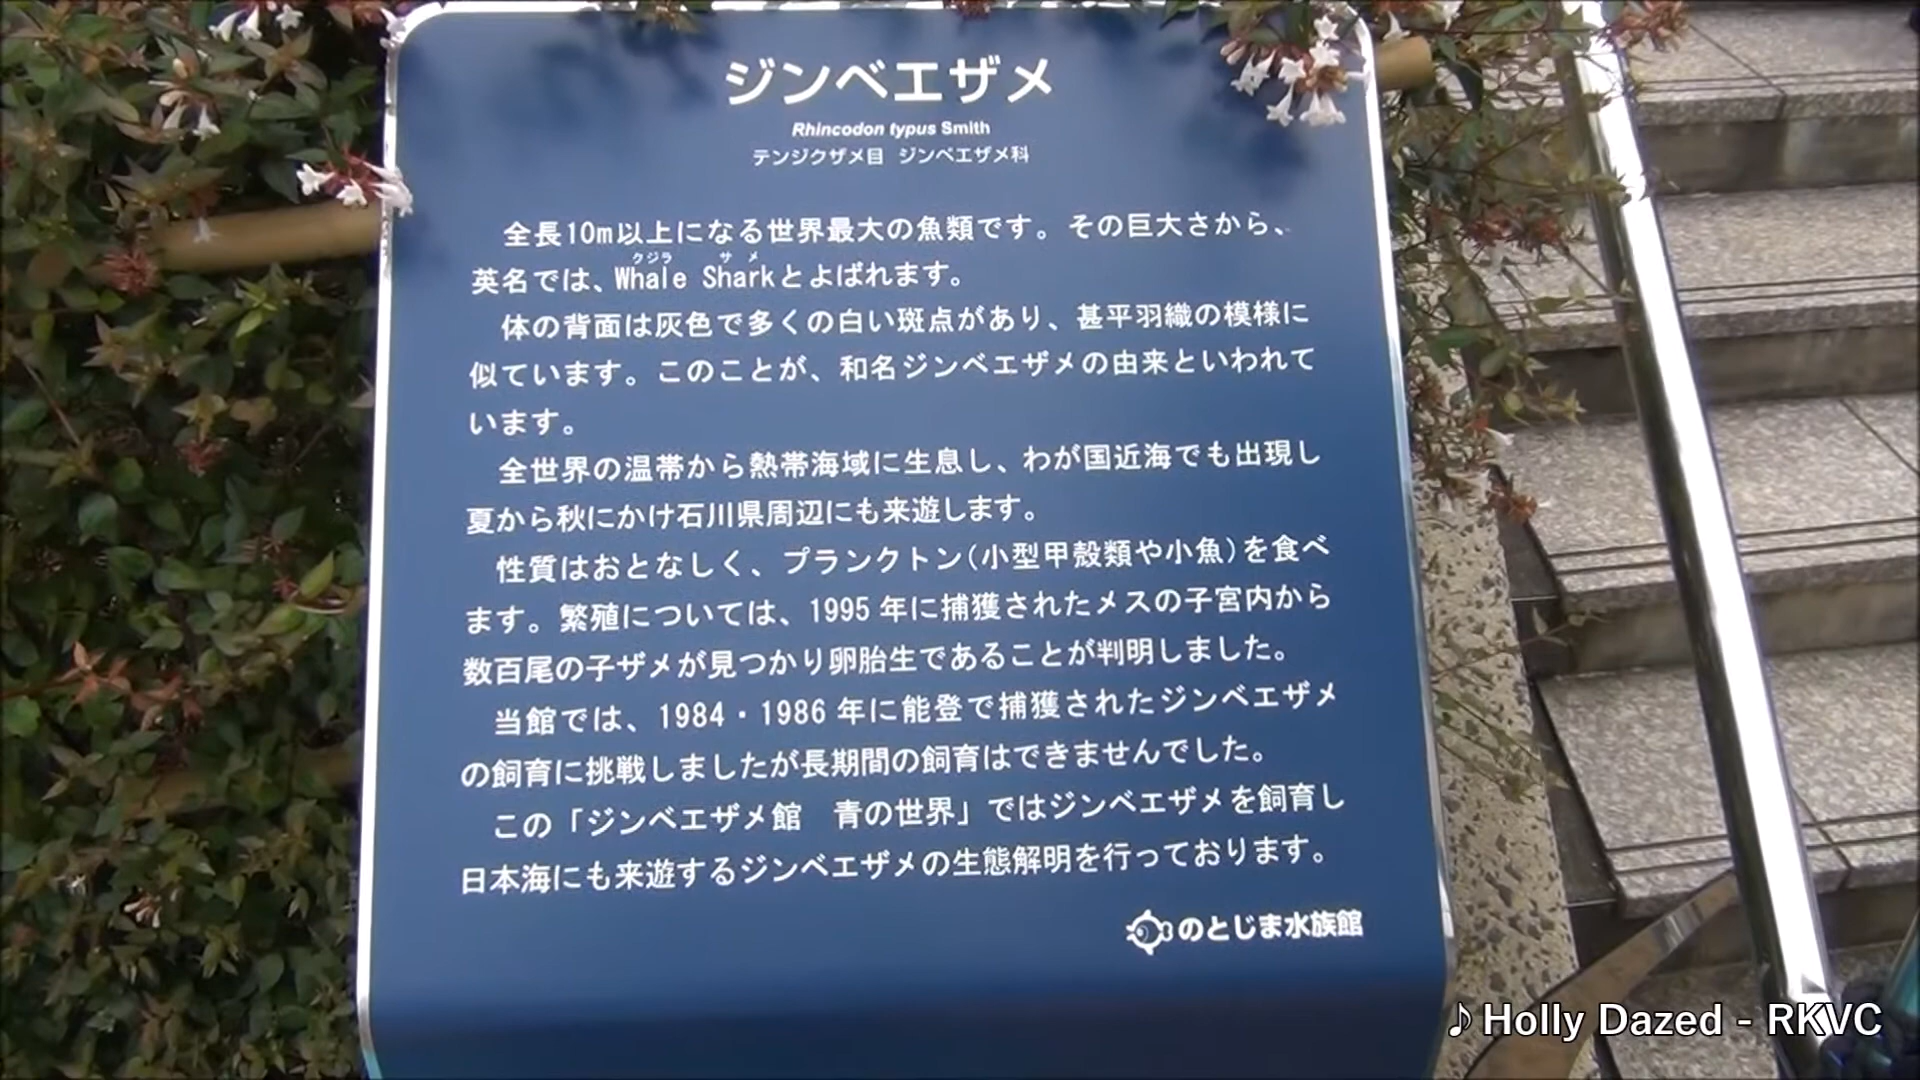 ジンベエザメ
Rhincodon typus Smith
テンジクザメ目 ジンベエザメ科
全長10m以上になる世界最大の魚類です。その巨大さから、
クジラ サメ
英名では、Whale Sharkとよばれます。
体の背面は灰色で多くの白い斑点があり、甚平羽織の模様に
似ています。このことが、和名ジンベエザメの由来といわれて
います。
全世界の温帯から熱帯海域に生息し、わが国近海でも出現し
夏から秋にかけ石川県周辺にも来遊します。
性質はおとなしく、プランクトン(小型甲殻類や小魚)を食べ
ます。繁殖については、1995年に捕獲されたメスの子宮内から
数百尾の子ザメが見つかり卵胎生であることが判明しました。
当館では、1984・1986年に能登で捕獲されたジンベエザメ
の飼育に挑戦しましたが長期間の飼育はできませんでした。
この「ジンベエザメ館 青の世界」ではジンベエザメを飼育し
日本海にも来遊するジンベエザメの生態解明を行っております。
のとじま水族館
♪Holly Dazed - RKVC